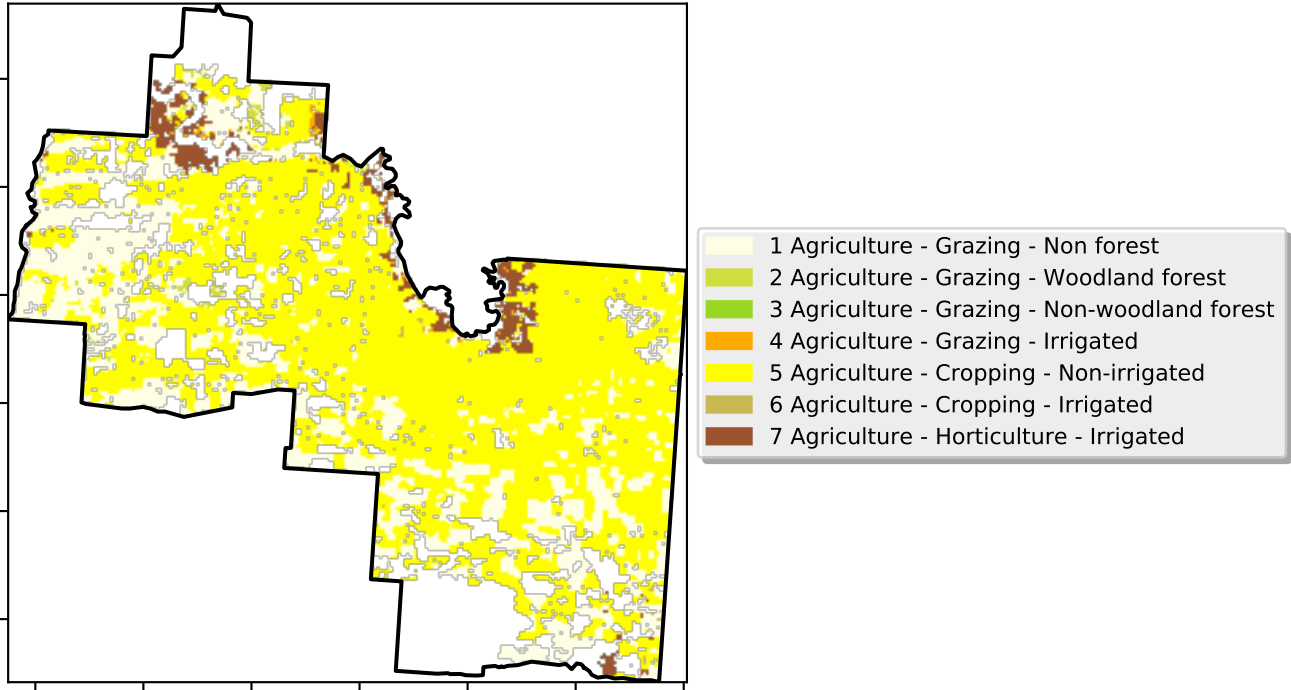 1 Agriculture - Grazing - Non forest
2 Agriculture - Grazing - Woodland forest
3 Agriculture - Grazing - Non-woodland forest
4 Agriculture - Grazing - Irrigated
5 Agriculture - Cropping - Non-irrigated
6 Agriculture - Cropping - Irrigated
7 Agriculture - Horticulture - Irrigated